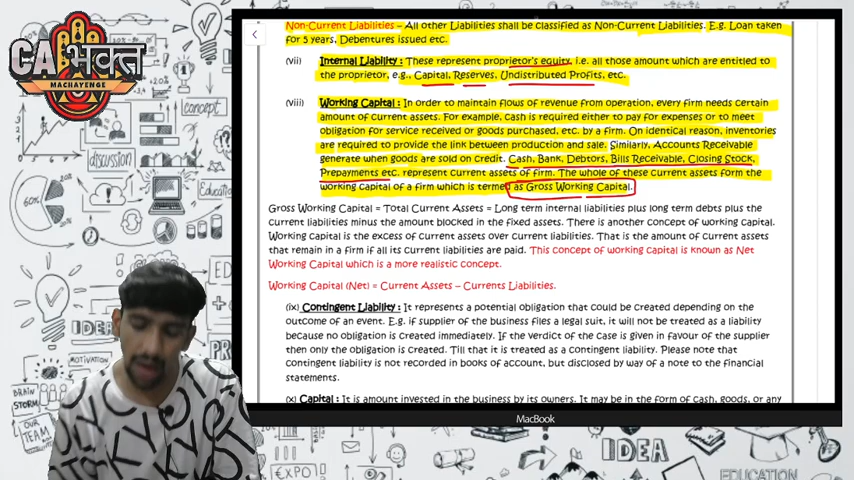 CA भक्त
MACHAYENGE
Non-Current Liabilities – All other Liabilities shall be classified as Non-Current Liabilities. E.g. Loan taken
for 5 years, Debentures issued etc.
(vii) Internal Liability : These represent proprietor's equity, i.e. all those amount which are entitled to
the proprietor, e.g., Capital, Reserves, Undistributed Profits, etc.
(viii) Working Capital : In order to maintain flows of revenue from operation, every firm needs certain
amount of current assets. For example, cash is required either to pay for expenses or to meet
obligation for service received or goods purchased, etc. by a firm. On identical reason, inventories
are required to provide the link between production and sale. Similarly, Accounts Receivable
generate when goods are sold on credit. Cash, Bank, Debtors, Bills Receivable, Closing Stock,
Prepayments etc. represent current assets of firm. The whole of these current assets form the
working capital of a firm which is termed as Gross Working Capital.
Gross Working Capital = Total Current Assets = Long term internal liabilities plus long term debts plus the
current liabilities minus the amount blocked in the fixed assets. There is another concept of working capital.
Working capital is the excess of current assets over current liabilities. That is the amount of current assets
that remain in a firm if all its current liabilities are paid. This concept of working capital is known as Net
Working Capital which is a more realistic concept.
Working Capital (Net) = Current Assets – Currents Liabilities.
(ix) Contingent Liability : It represents a potential obligation that could be created depending on the
outcome of an event. E.g. if supplier of the business files a legal suit, it will not be treated as a liability
because no obligation is created immediately. If the verdict of the case is given in favour of the supplier
then only the obligation is created. Till that it is treated as a contingent liability. Please note that
contingent liability is not recorded in books of account, but disclosed by way of a note to the financial
statements.
(x) Capital : It is amount invested in the business by its owners. It may be in the form of cash, goods, or any
MacBook
concept
discussion
60%
20%
Education
IDEA
MOTIVATION
BRAIN
STORM
OUR
TEAM
EXPO
IDEA
EDUCATION